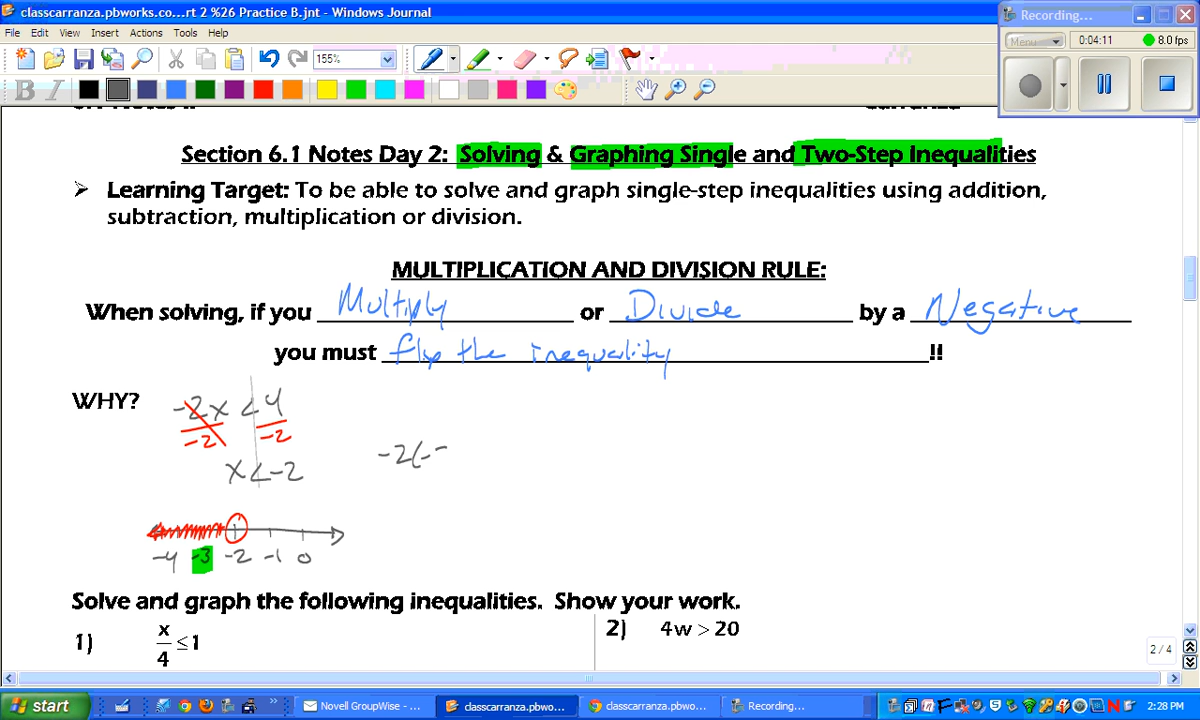 classcarranza.pbworks.co...rt 2 %26 Practice B.jnt - Windows Journal
File Edit View Insert Actions Tools Help
155%
B I
Recording...
Menu 0:04:11 8.0 fps
Section 6.1 Notes Day 2: Solving & Graphing Single and Two-Step Inequalities
➢ Learning Target: To be able to solve and graph single-step inequalities using addition,
subtraction, multiplication or division.
MULTIPLICATION AND DIVISION RULE:
When solving, if you Multiply or Divide by a Negative
you must flip the inequality !!
WHY? -2x < 4
-2 -2
x < -2
-2(-
-4 -3 -2 -1 0
Solve and graph the following inequalities. Show your work.
1) x/4 ≤ 1
2) 4w > 20
2 / 4
start
Novell GroupWise - ...
classcarranza.pbwo...
classcarranza.pbwo...
Recording...
2:28 PM